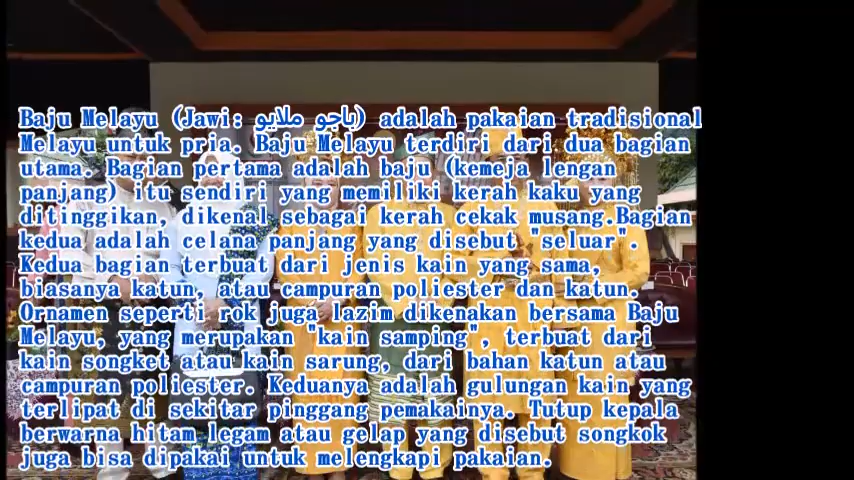 Baju Melayu (Jawi: باجو ملايو) adalah pakaian tradisional
Melayu untuk pria. Baju Melayu terdiri dari dua bagian
utama. Bagian pertama adalah baju (kemeja lengan
panjang) itu sendiri yang memiliki kerah kaku yang
ditinggikan, dikenal sebagai kerah cekak musang.Bagian
kedua adalah celana panjang yang disebut "seluar".
Kedua bagian terbuat dari jenis kain yang sama,
biasanya katun, atau campuran poliester dan katun.
Ornamen seperti rok juga lazim dikenakan bersama Baju
Melayu, yang merupakan "kain samping", terbuat dari
kain songket atau kain sarung, dari bahan katun atau
campuran poliester. Keduanya adalah gulungan kain yang
terlipat di sekitar pinggang pemakainya. Tutup kepala
berwarna hitam legam atau gelap yang disebut songkok
juga bisa dipakai untuk melengkapi pakaian.